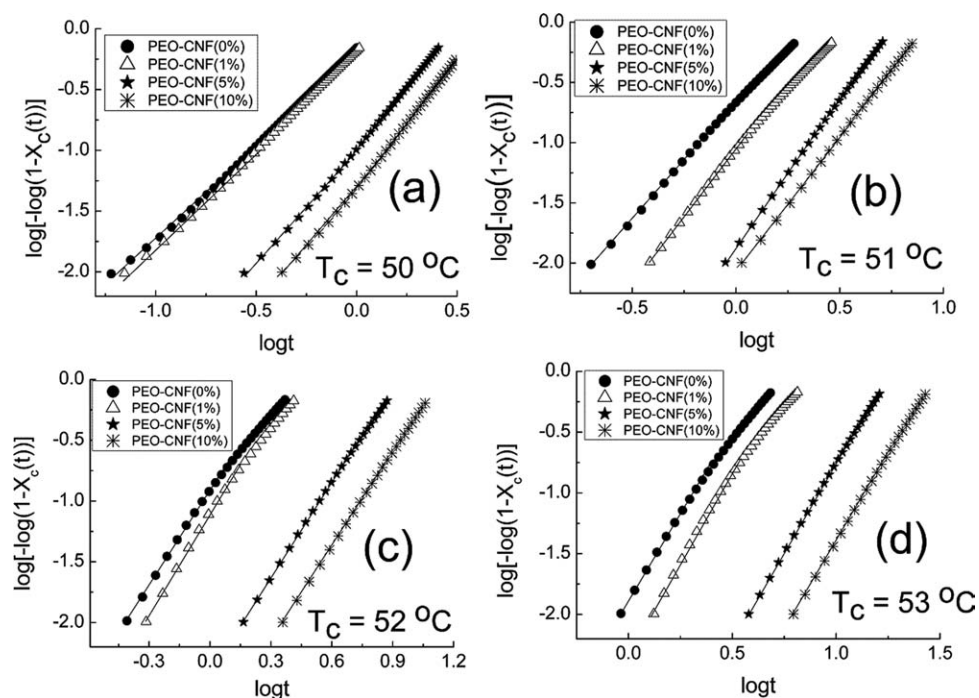 PEO-CNF(0%)
PEO-CNF(1%)
PEO-CNF(5%)
PEO-CNF(10%)
log[-log(1-X_C(t))]
0.0
-0.5
-1.0
-1.5
-2.0
(a)
T_C = 50 °C
-1.0 -0.5 0.0 0.5
logt
PEO-CNF(0%)
PEO-CNF(1%)
PEO-CNF(5%)
PEO-CNF(10%)
log[-log(1-X_C(t))]
0.0
-0.5
-1.0
-1.5
-2.0
(b)
T_C = 51 °C
-0.5 0.0 0.5 1.0
logt
PEO-CNF(0%)
PEO-CNF(1%)
PEO-CNF(5%)
PEO-CNF(10%)
log[-log(1-X_c(t))]
0.0
-0.5
-1.0
-1.5
-2.0
(c)
T_C = 52 °C
-0.3 0.0 0.3 0.6 0.9 1.2
logt
PEO-CNF(0%)
PEO-CNF(1%)
PEO-CNF(5%)
PEO-CNF(10%)
log[-log(1-X_c(t))]
0.0
-0.5
-1.0
-1.5
-2.0
(d)
T_C = 53 °C
0.0 0.5 1.0 1.5
logt